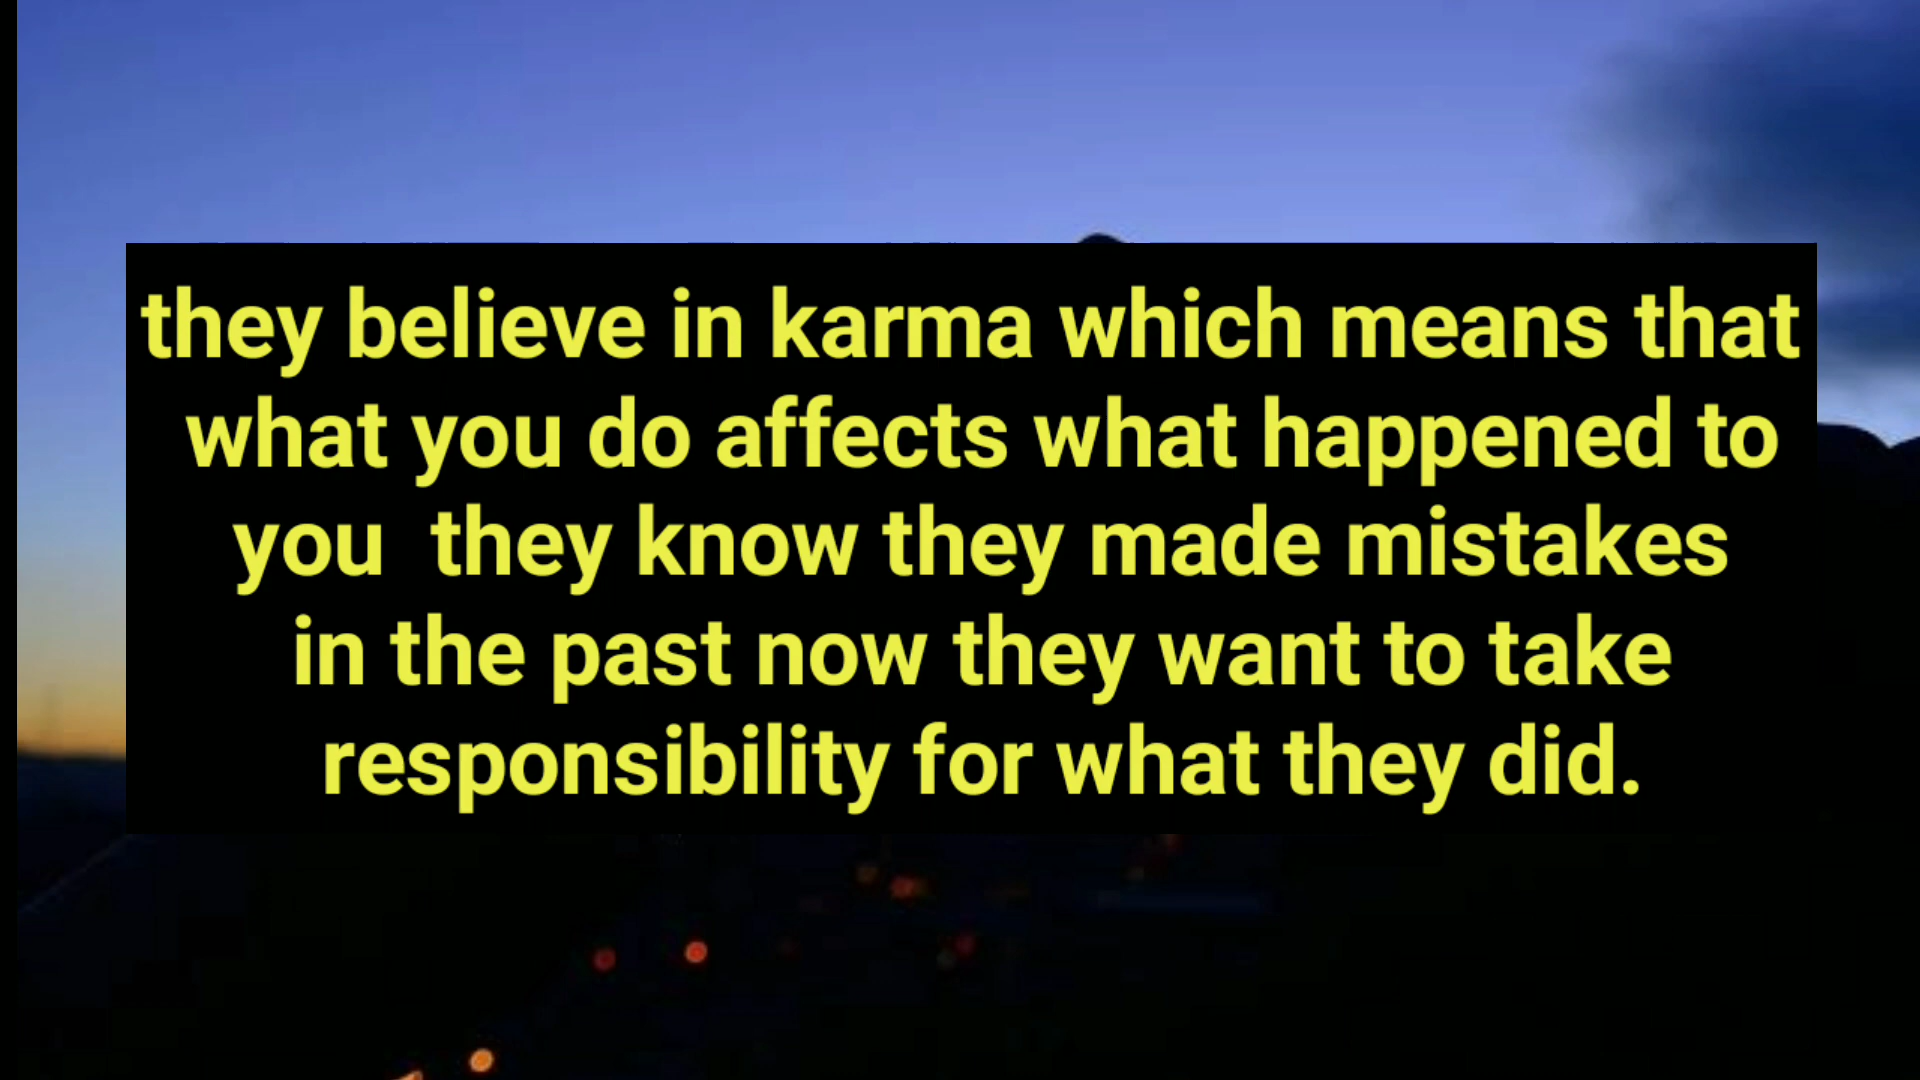 they believe in karma which means that
what you do affects what happened to
you  they know they made mistakes
in the past now they want to take
responsibility for what they did.